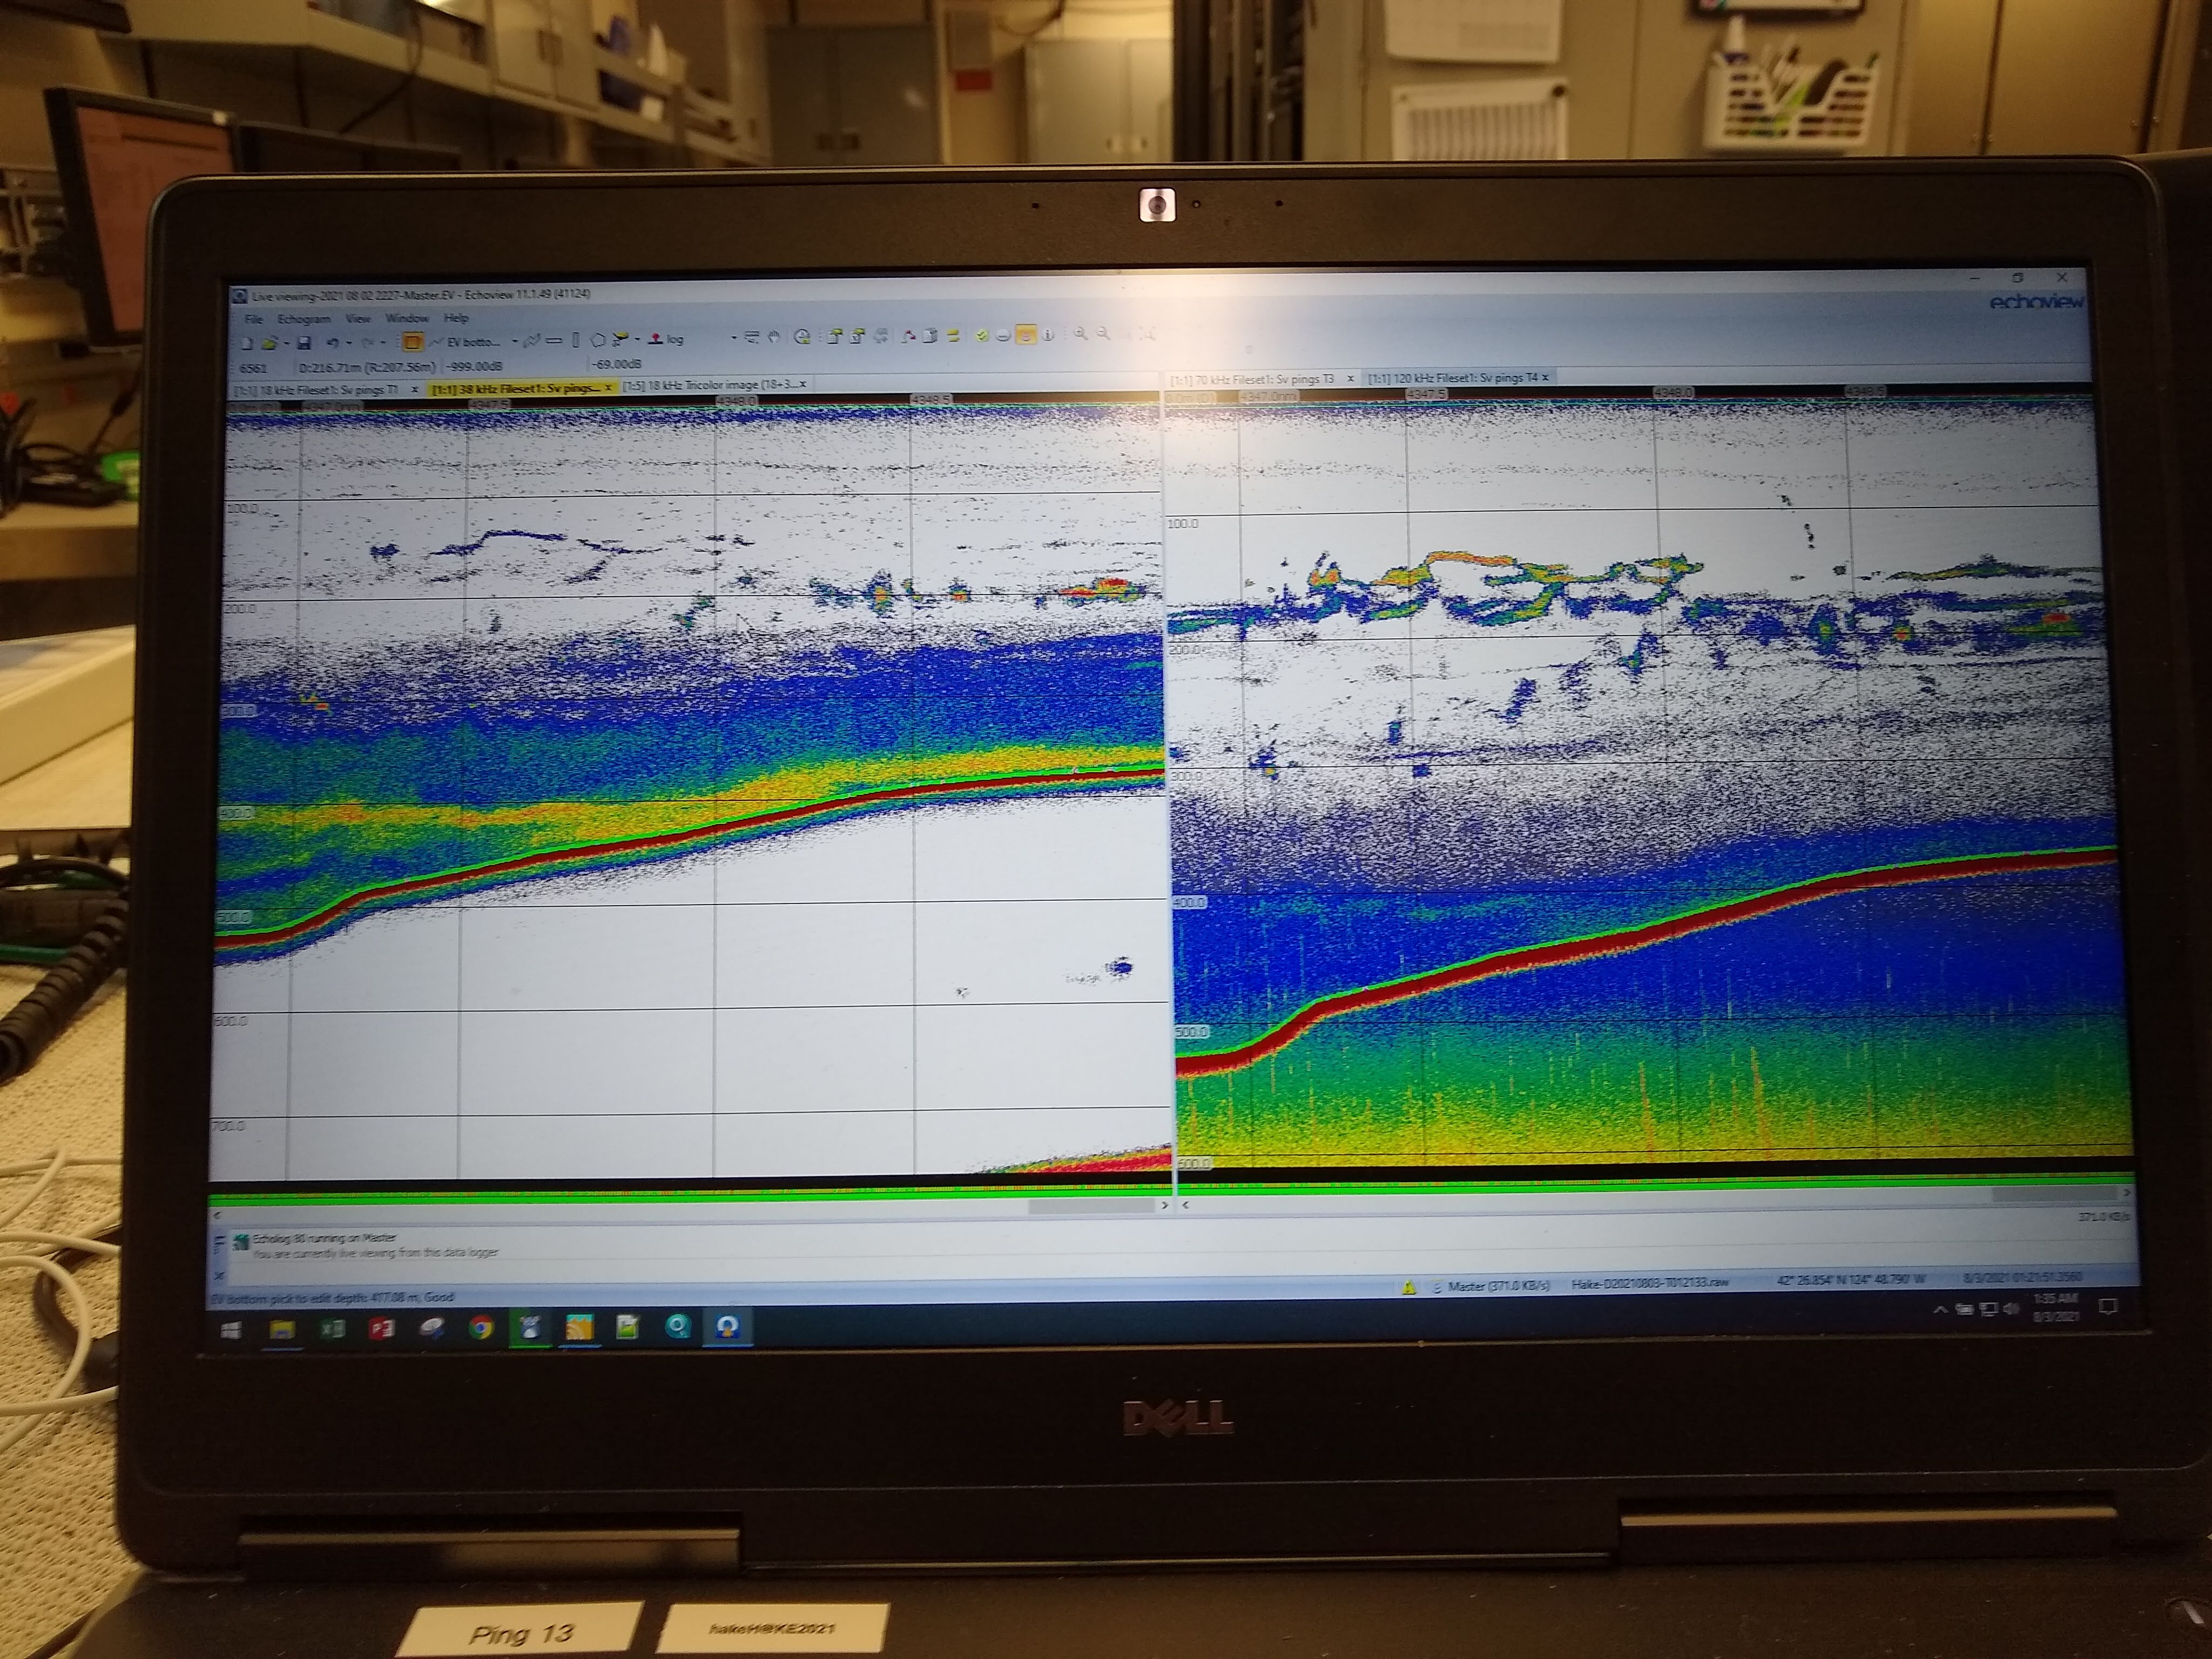 Live viewing-2021 08 02 2227-Master.EV - Echoview 11.1.49 (41124)
echoview
File Echogram View Window Help
EV botto...
log
6561 D:216.71m (R:207.56m) -999.00dB -69.00dB
[1:1] 18 kHz Fileset1: Sv pings T1 x [1:1] 38 kHz Fileset1: Sv pings... x [1:5] 18 kHz Tricolor image (18+3... x
[1:1] 70 kHz Fileset1: Sv pings T3 x [1:1] 120 kHz Fileset1: Sv pings T4 x
4347.0nm 4347.5 4348.0 4348.5
4347.0nm 4347.5 4348.0 4348.5
100.0
200.0
400.0
500.0
600.0
700.0
100.0
200.0
300.0
400.0
500.0
600.0
371.0 KB/s
Echolog 80 running on Master
You are currently live viewing from this data logger
EV bottom pick to edit depth: 417.08 m, Good
Master (371.0 KB/s) Hake-D20210803-T012133.raw 42° 26.854' N 124° 48.790' W 8/3/2021 01:21:51.3560
1:35 AM
8/3/2021
DELL
Ping 13
hakeH@KE2021